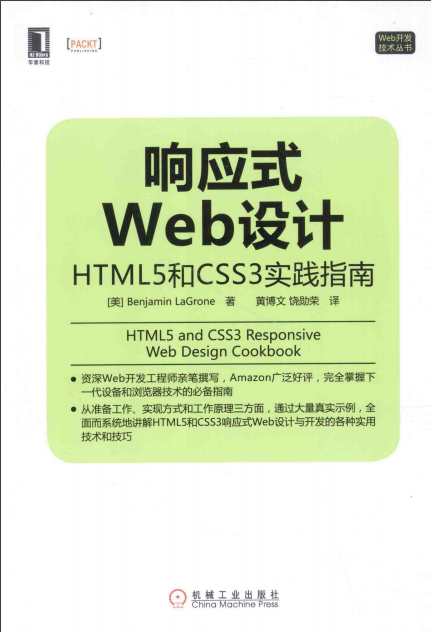 华章科技
[PACKT]
PUBLISHING
Web开发
技术丛书
响应式
Web设计
HTML5和CSS3实践指南
[美] Benjamin LaGrone 著 黄博文 饶勋荣 译
HTML5 and CSS3 Responsive
Web Design Cookbook
● 资深Web开发工程师亲笔撰写，Amazon广泛好评，完全掌握下
一代设备和浏览器技术的必备指南
● 从准备工作、实现方式和工作原理三方面，通过大量真实示例，全
面而系统地讲解HTML5和CSS3响应式Web设计与开发的各种实用
技术和技巧
机械工业出版社
China Machine Press